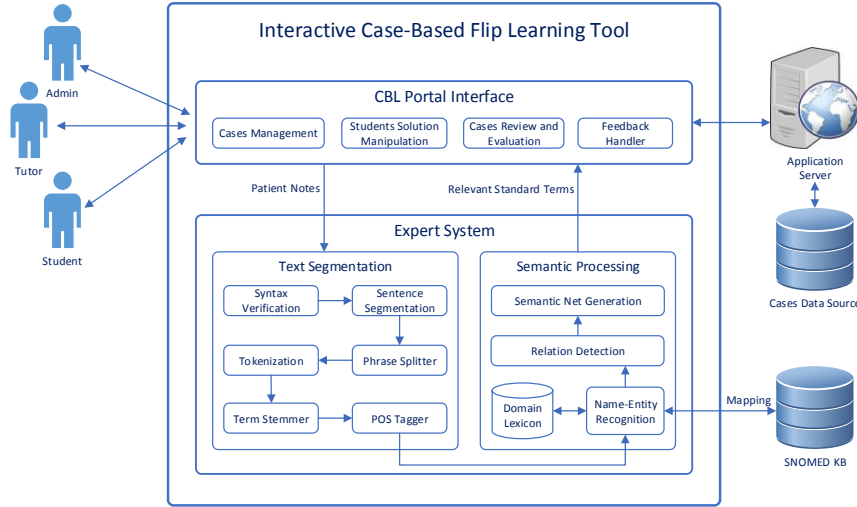 Interactive Case-Based Flip Learning Tool
Admin
Tutor
Student
CBL Portal Interface
Cases Management
Students Solution
Manipulation
Cases Review and
Evaluation
Feedback
Handler
Application
Server
Patient Notes
Relevant Standard Terms
Expert System
Text Segmentation
Syntax
Verification
Sentence
Segmentation
Tokenization
Phrase Splitter
Term Stemmer
POS Tagger
Semantic Processing
Semantic Net Generation
Relation Detection
Domain
Lexicon
Name-Entity
Recognition
Cases Data Source
Mapping
SNOMED KB